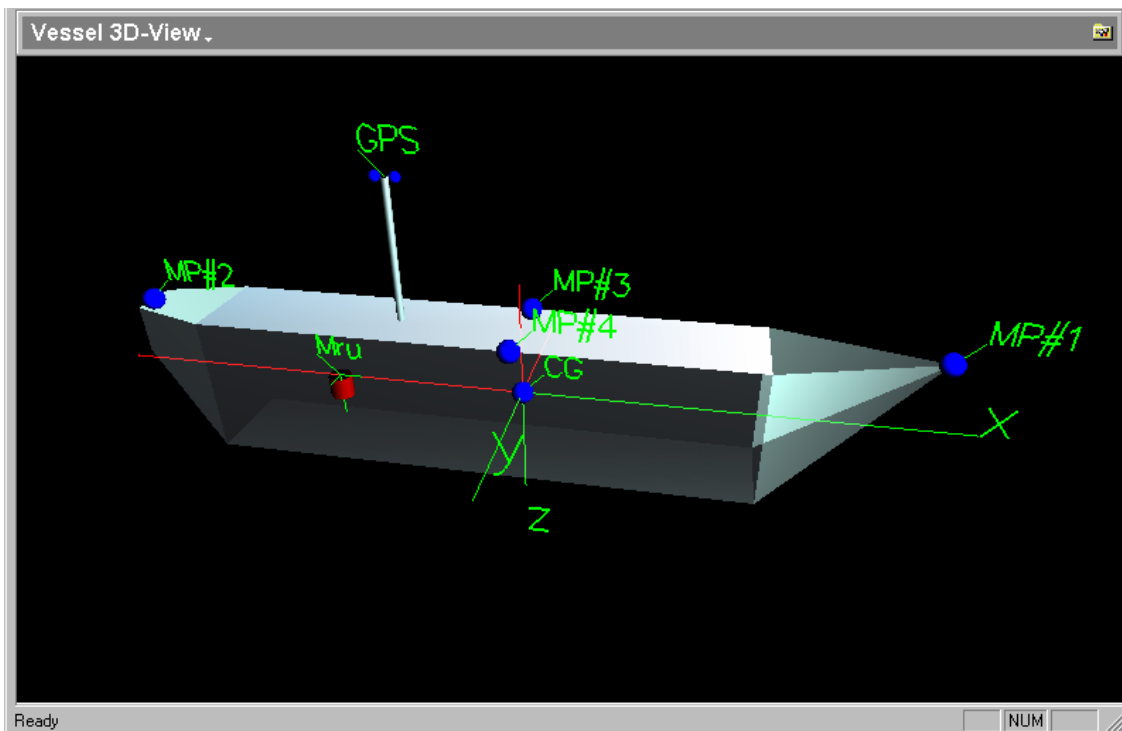 Vessel 3D-View
GPS
MP#2
MP#3
MP#4
Mru
CG
MP#1
X
y
z
Ready
NUM